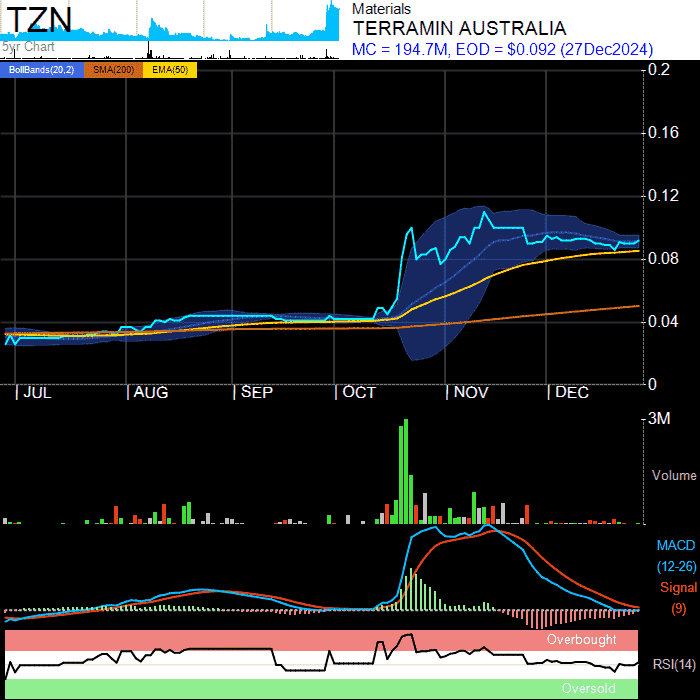 TZN
5yr Chart
Materials
TERRAMIN AUSTRALIA
MC = 194.7M, EOD = $0.092 (27Dec2024)
BollBands(20,2) SMA(200) EMA(50)
0.2
0.16
0.12
0.08
0.04
0
JUL AUG SEP OCT NOV DEC
3M
Volume
MACD
(12-26)
Signal
(9)
Overbought
RSI(14)
Oversold